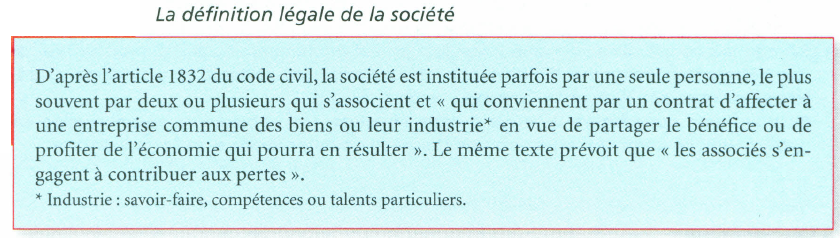 La définition légale de la société
D'après l'article 1832 du code civil, la société est instituée parfois par une seule personne, le plus
souvent par deux ou plusieurs qui s'associent et « qui conviennent par un contrat d'affecter à
une entreprise commune des biens ou leur industrie* en vue de partager le bénéfice ou de
profiter de l'économie qui pourra en résulter ». Le même texte prévoit que « les associés s'en-
gagent à contribuer aux pertes ».
* Industrie : savoir-faire, compétences ou talents particuliers.